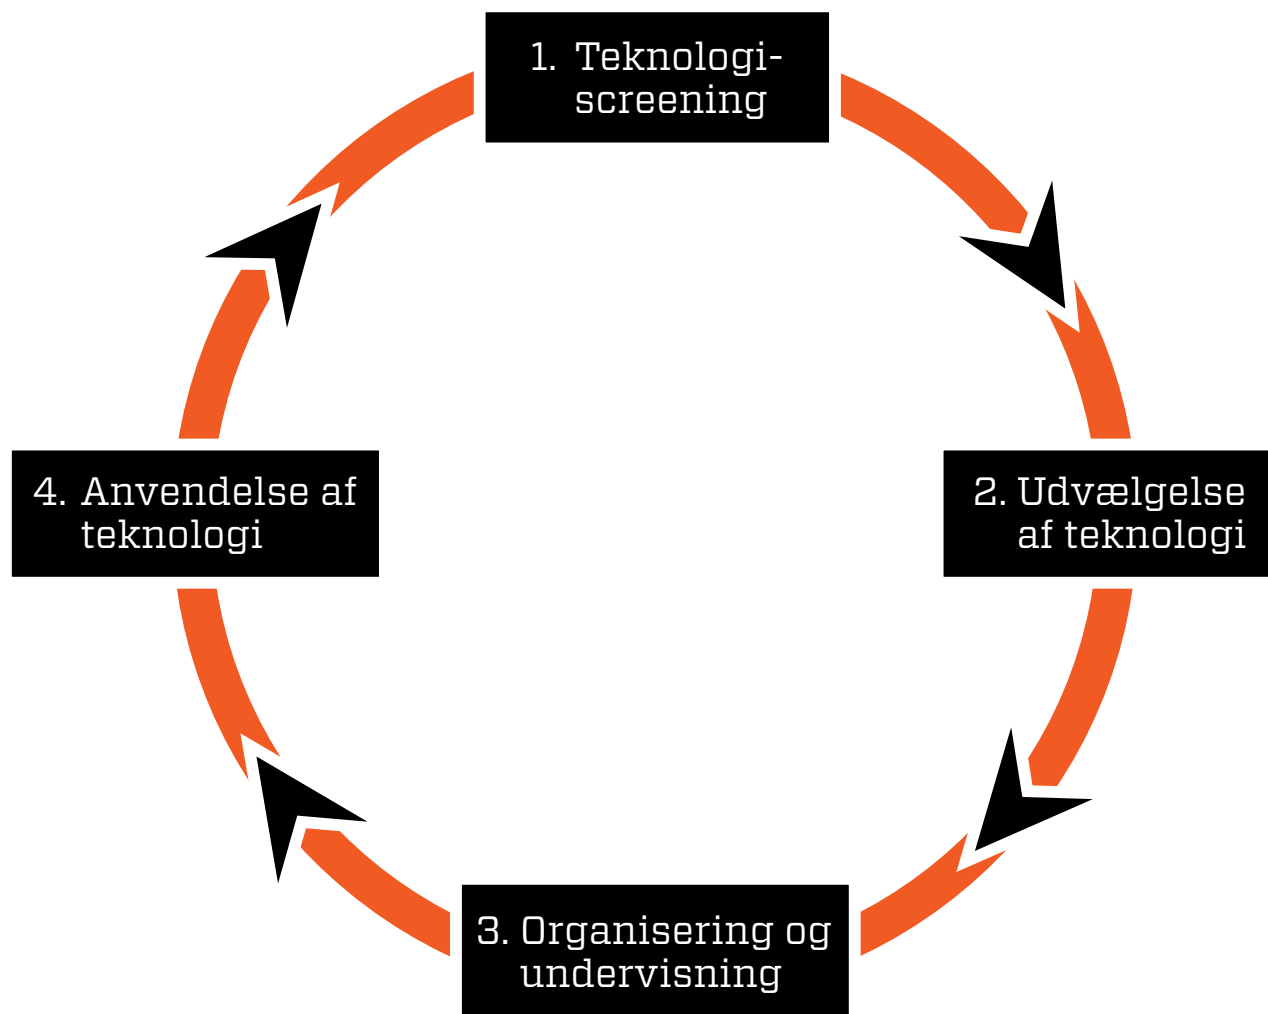 1. Teknologi-
screening
2. Udvælgelse
af teknologi
3. Organisering og
undervisning
4. Anvendelse af
teknologi